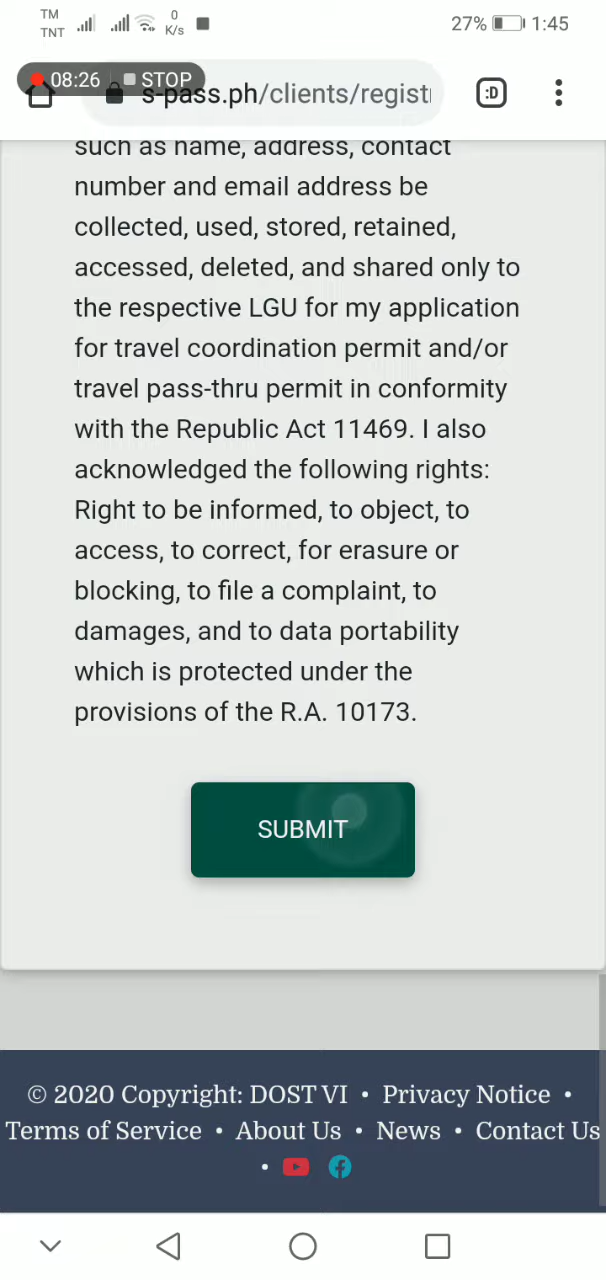 TM
TNT
0
K/s
27%
1:45
08:26
STOP
s-pass.ph/clients/regist
:D
such as name, address, contact
number and email address be
collected, used, stored, retained,
accessed, deleted, and shared only to
the respective LGU for my application
for travel coordination permit and/or
travel pass-thru permit in conformity
with the Republic Act 11469. I also
acknowledged the following rights:
Right to be informed, to object, to
access, to correct, for erasure or
blocking, to file a complaint, to
damages, and to data portability
which is protected under the
provisions of the R.A. 10173.
SUBMIT
© 2020 Copyright: DOST VI • Privacy Notice •
Terms of Service • About Us • News • Contact Us
•